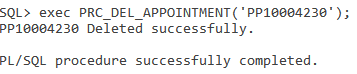 SQL> exec PRC_DEL_APPOINTMENT('PP10004230');
PP10004230 Deleted successfully.
PL/SQL procedure successfully completed.